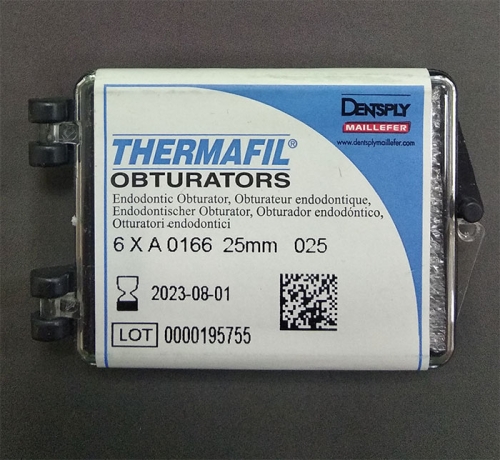 DENTSPLY
MAILLEFER
www.dentsplymaillefer.com
THERMAFIL®
OBTURATORS
Endodontic Obturator, Obturateur endodontique,
Endodontischer Obturator, Obturador endodóntico,
Otturatori endodontici
6 X A 0166 25mm 025
2023-08-01
LOT 0000195755